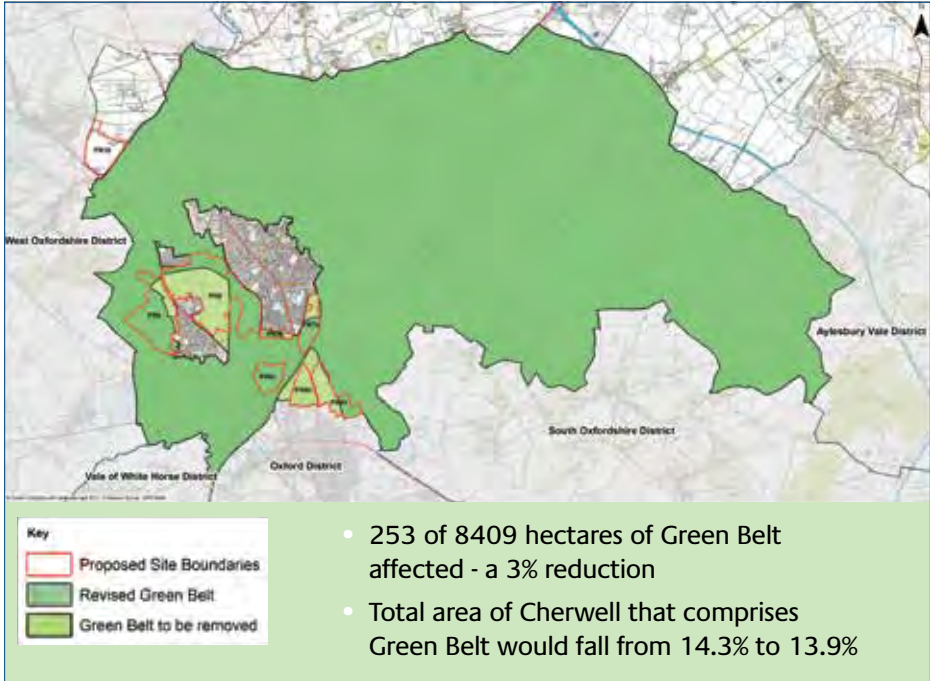 West Oxfordshire District
Aylesbury Vale District
South Oxfordshire District
Oxford District
Vale of White Horse District
Key
Proposed Site Boundaries
Revised Green Belt
Green Belt to be removed
• 253 of 8409 hectares of Green Belt
affected - a 3% reduction
• Total area of Cherwell that comprises
Green Belt would fall from 14.3% to 13.9%